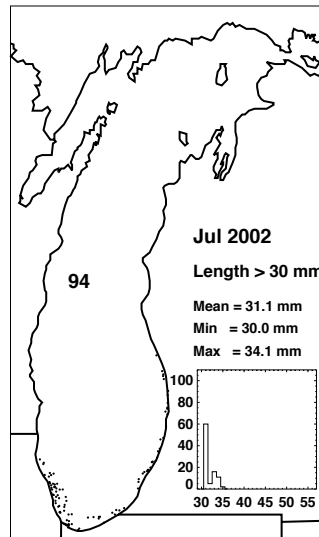 Jul 2002
Length > 30 mm
94
Mean = 31.1 mm
Min = 30.0 mm
Max = 34.1 mm
100
80
60
40
20
0
30 35 40 45 50 55